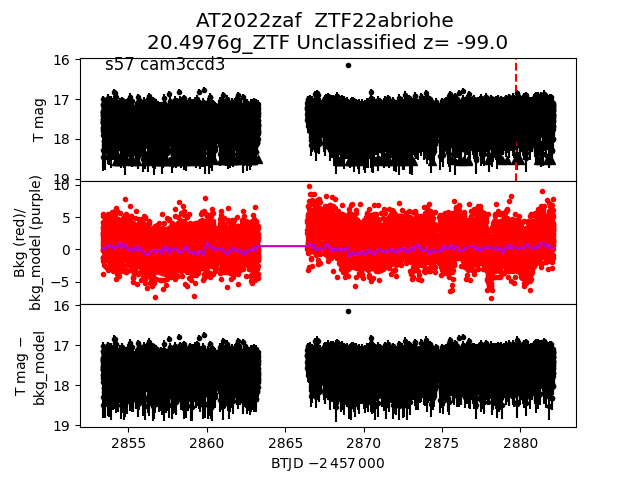 AT2022zaf  ZTF22abriohe
20.4976g_ZTF Unclassified z= -99.0
s57 cam3ccd3
16
17
18
19
T mag
10
5
0
−5
Bkg (red)/
bkg_model (purple)
16
17
18
19
T mag −
bkg_model
2855 2860 2865 2870 2875 2880
BTJD −2 457 000